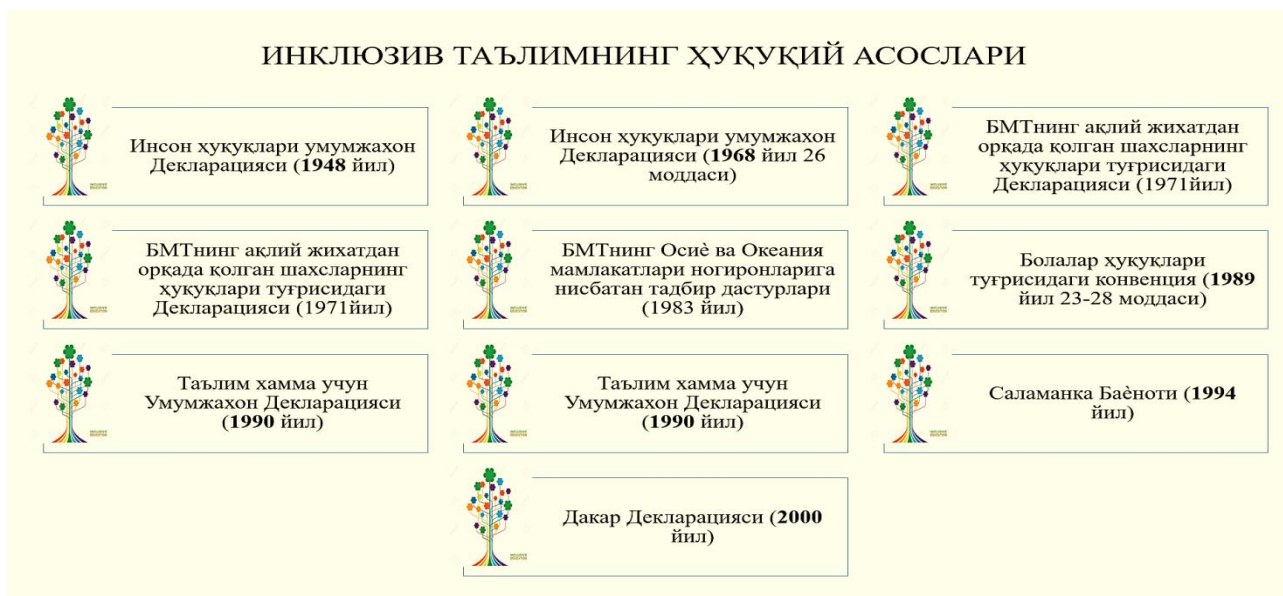 ИНКЛЮЗИВ ТАЪЛИМНИНГ ҲУҚУҚИЙ АСОСЛАРИ
Инсон ҳуқуқлари умумжахон
Декларацияси (1948 йил)
Инсон ҳуқуқлари умумжахон
Декларацияси (1968 йил 26
моддаси)
БМТнинг ақлий жихатдан
орқада қолган шахсларнинг
ҳуқуқлари туғрисидаги
Декларацияси (1971йил)
БМТнинг ақлий жихатдан
орқада қолган шахсларнинг
ҳуқуқлари туғрисидаги
Декларацияси (1971йил)
БМТнинг Осиѐ ва Океания
мамлакатлари ногиронларига
нисбатан тадбир дастурлари
(1983 йил)
Болалар ҳуқуқлари
туғрисидаги конвенция (1989
йил 23-28 моддаси)
Таълим хамма учун
Умумжахон Декларацияси
(1990 йил)
Таълим хамма учун
Умумжахон Декларацияси
(1990 йил)
Саламанка Баѐноти (1994
йил)
Дакар Декларацияси (2000
йил)